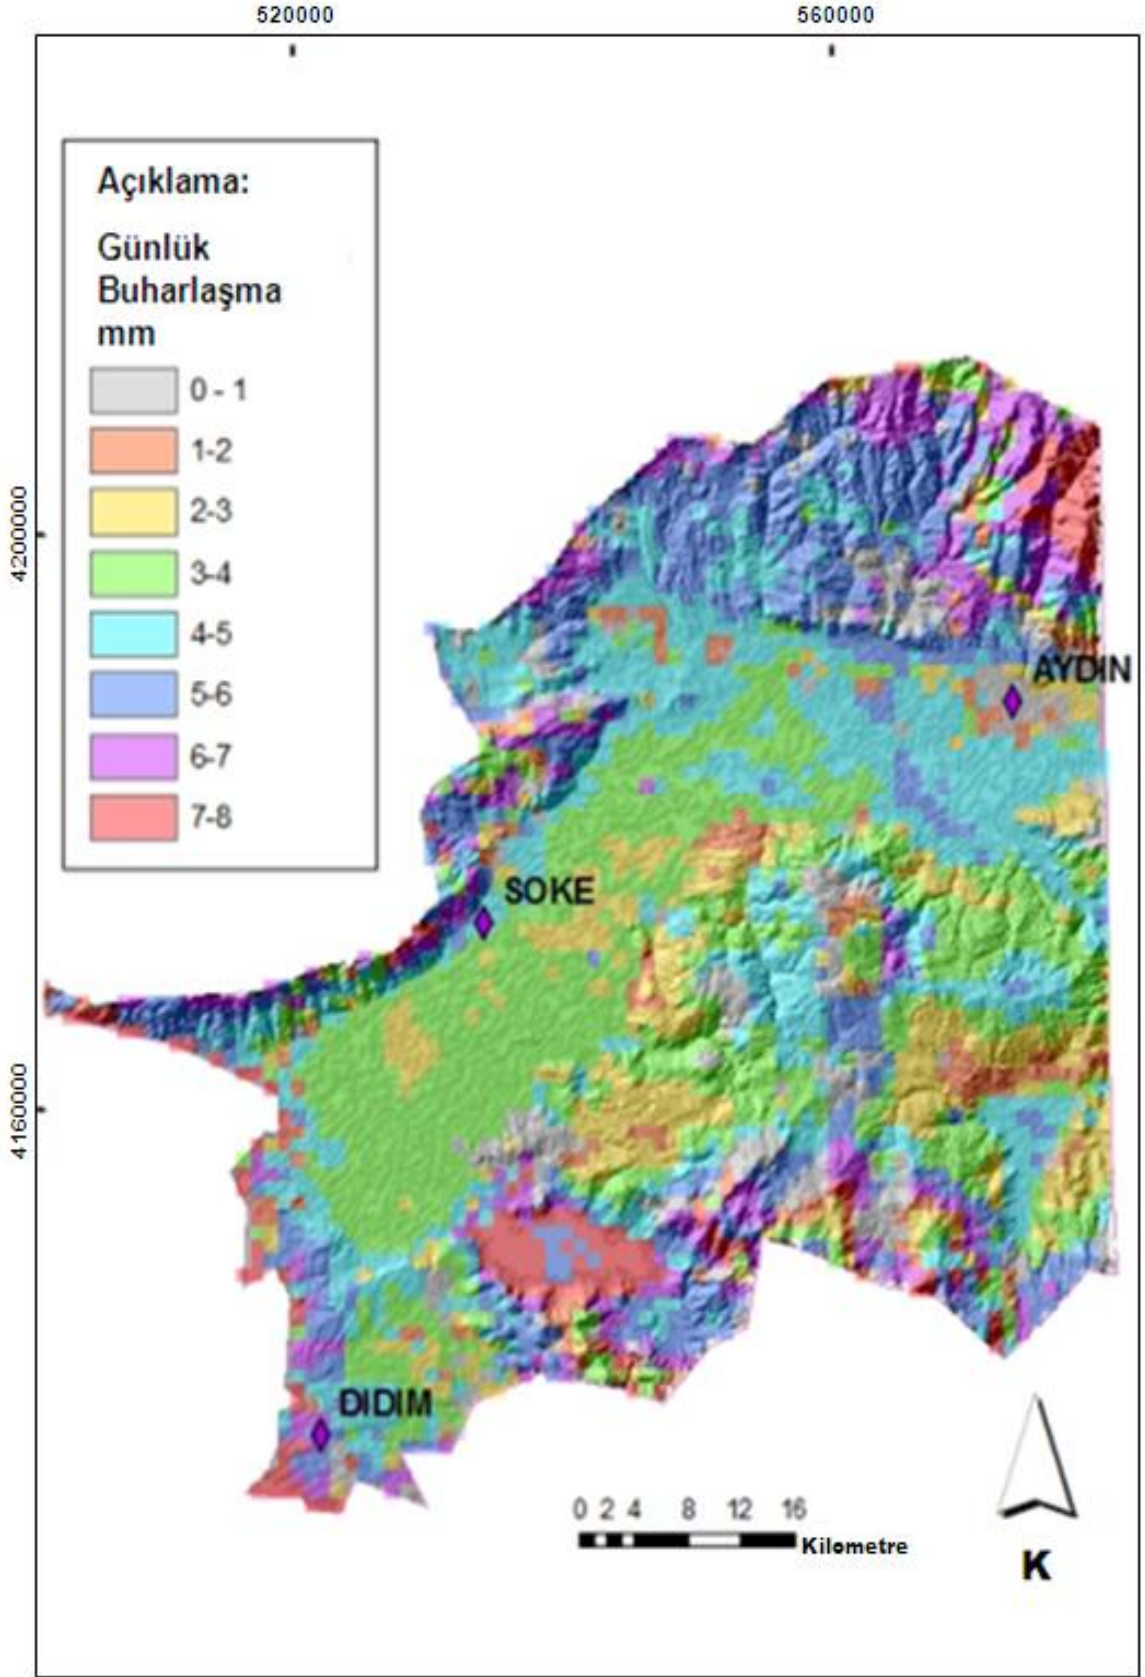 520000 560000
Açıklama:
Günlük
Buharlaşma
mm
0 - 1
1-2
2-3
3-4
4-5
5-6
6-7
7-8
4200000
AYDIN
SOKE
4160000
DIDIM
0 2 4 8 12 16
Kilometre
K